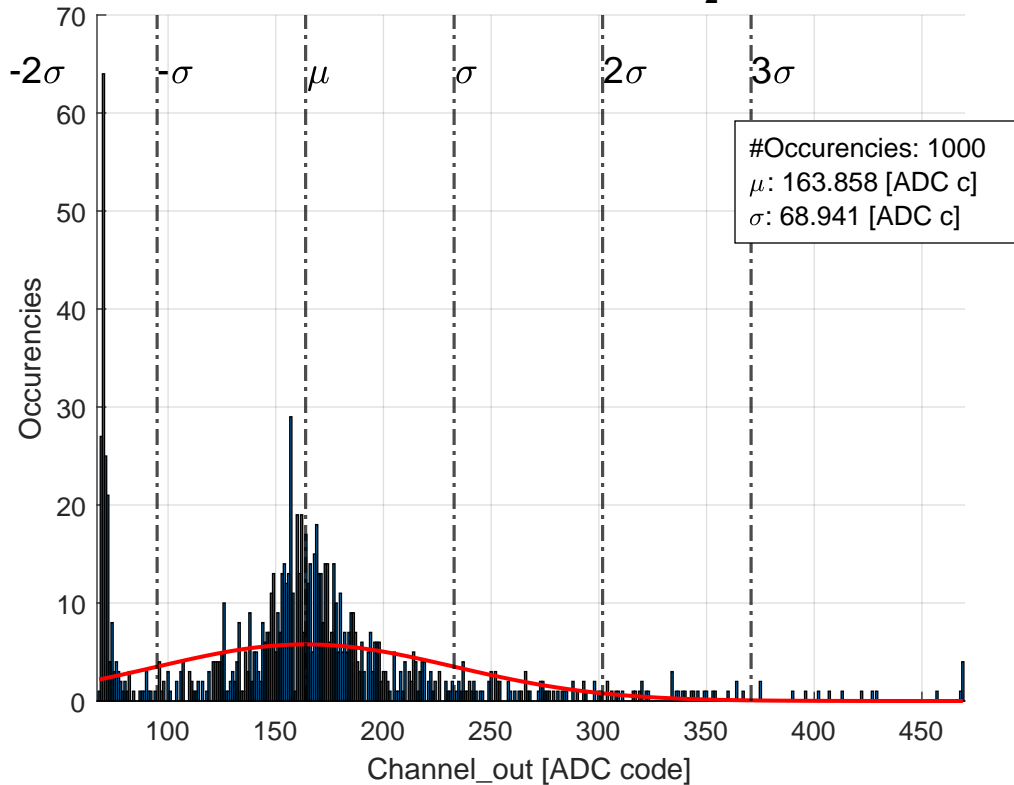 2
70
-2σ -σ μ σ 2σ 3σ
60
#Occurencies: 1000
μ: 163.858 [ADC c]
σ: 68.941 [ADC c]
50
40
30
20
10
0
Occurencies
100 150 200 250 300 350 400 450
Channel_out [ADC code]